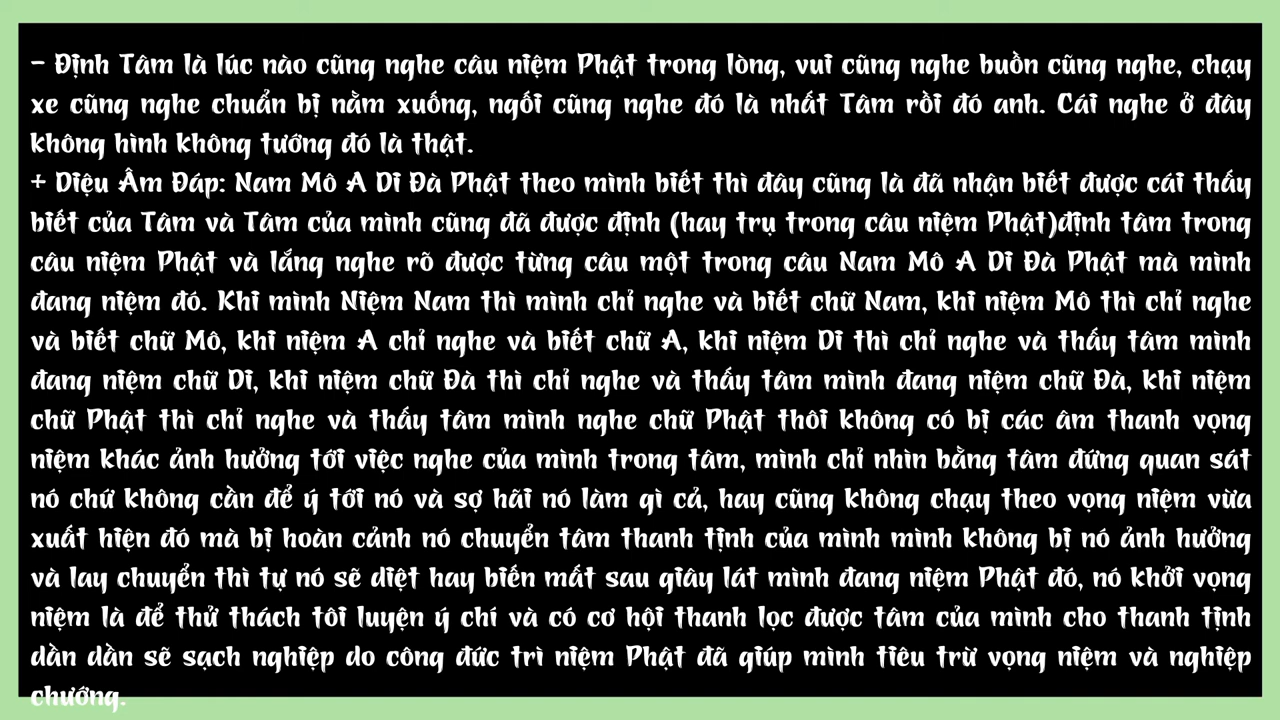 - Định Tâm là lúc nào cũng nghe câu niệm Phật trong lòng, vui cũng nghe buồn cũng nghe, chạy
xe cũng nghe chuẩn bị nằm xuống, ngối cũng nghe đó là nhất Tâm rồi đó anh. Cái nghe ở đây
không hình không tướng đó là thật.
+ Diệu Âm Đáp: Nam Mô A Di Đà Phật theo mình biết thì đây cũng là đã nhận biết được cái thấy
biết của Tâm và Tâm của mình cũng đã được định (hay trụ trong câu niệm Phật)định tâm trong
câu niệm Phật và lắng nghe rõ được từng câu một trong câu Nam Mô A Di Đà Phật mà mình
đang niệm đó. Khi mình Niệm Nam thì mình chỉ nghe và biết chữ Nam, khi niệm Mô thì chỉ nghe
và biết chữ Mô, khi niệm A chỉ nghe và biết chữ A, khi niệm Di thì chỉ nghe và thấy tâm mình
đang niệm chữ Di, khi niệm chữ Đà thì chỉ nghe và thấy tâm mình đang niệm chữ Đà, khi niệm
chữ Phật thì chỉ nghe và thấy tâm mình nghe chữ Phật thôi không có bị các âm thanh vọng
niệm khác ảnh hưởng tới việc nghe của mình trong tâm, mình chỉ nhìn bằng tâm đứng quan sát
nó chứ không cần để ý tới nó và sợ hãi nó làm gì cả, hay cũng không chạy theo vọng niệm vừa
xuất hiện đó mà bị hoàn cảnh nó chuyển tâm thanh tịnh của mình mình không bị nó ảnh hưởng
và lay chuyển thì tự nó sẽ diệt hay biến mất sau giây lát mình đang niệm Phật đó, nó khởi vọng
niệm là để thử thách tôi luyện ý chí và có cơ hội thanh lọc được tâm của mình cho thanh tịnh
dần dần sẽ sạch nghiệp do công đức trì niệm Phật đã giúp mình tiêu trừ vọng niệm và nghiệp
chướng.